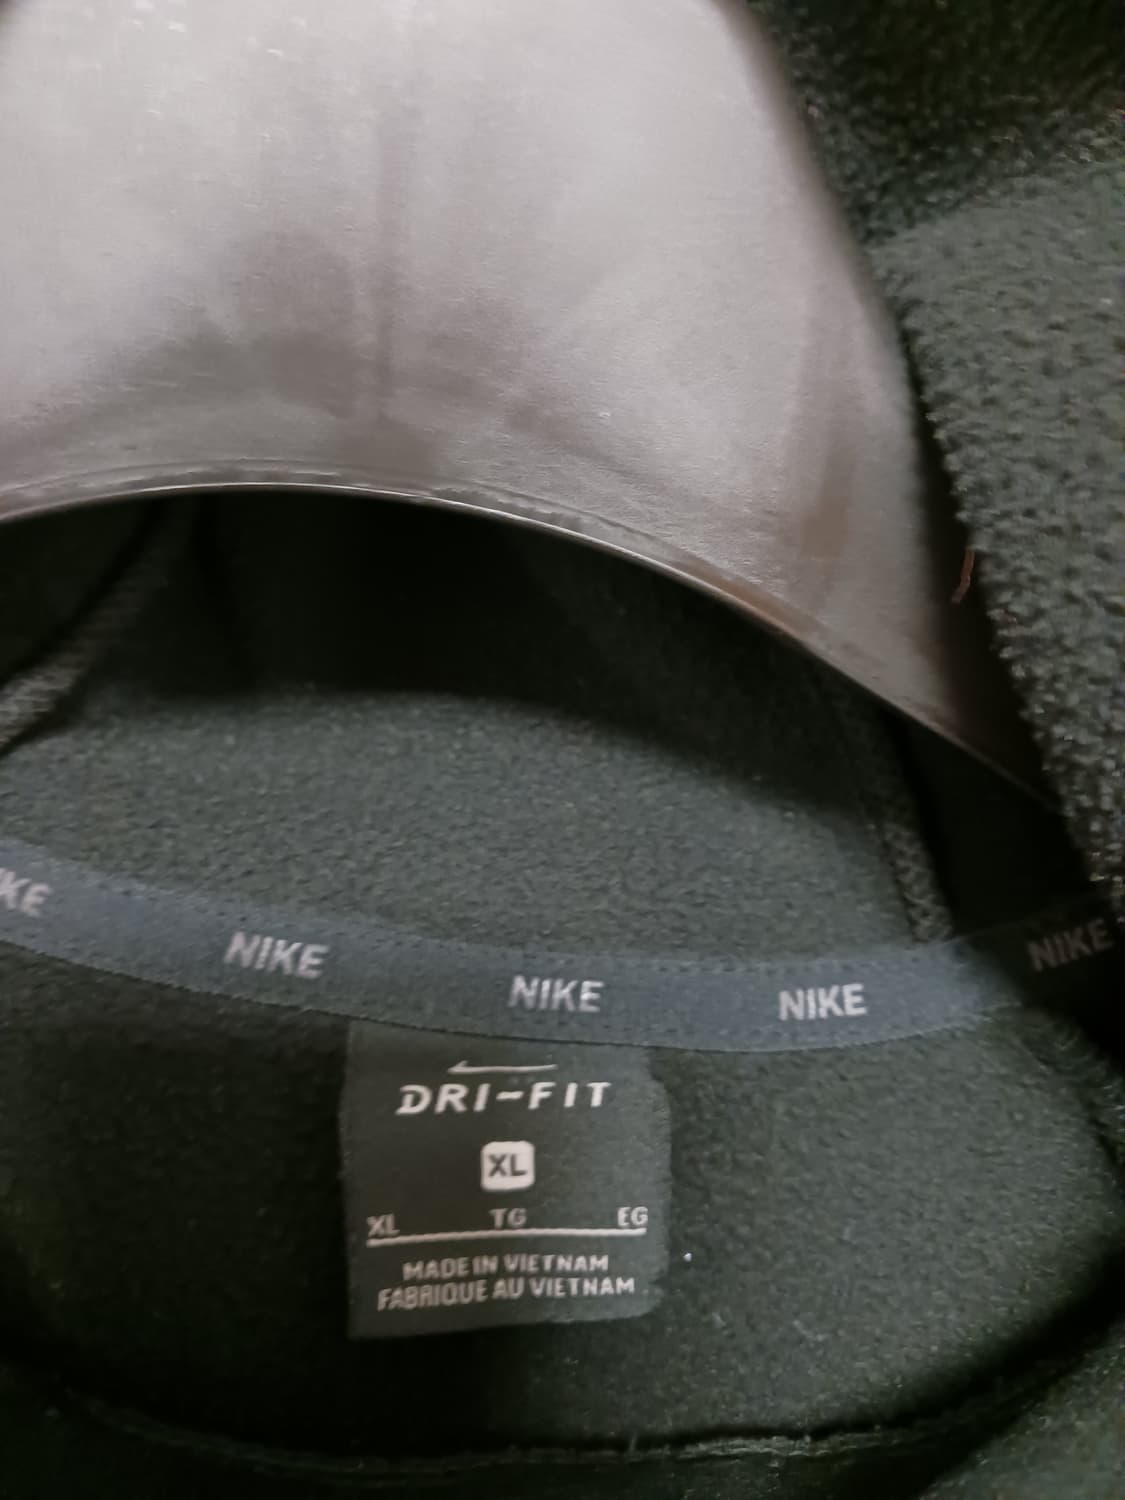 NIKE NIKE NIKE NIKE
DRI-FIT
XL
XL TG EG
MADE IN VIETNAM
FABRIQUE AU VIETNAM